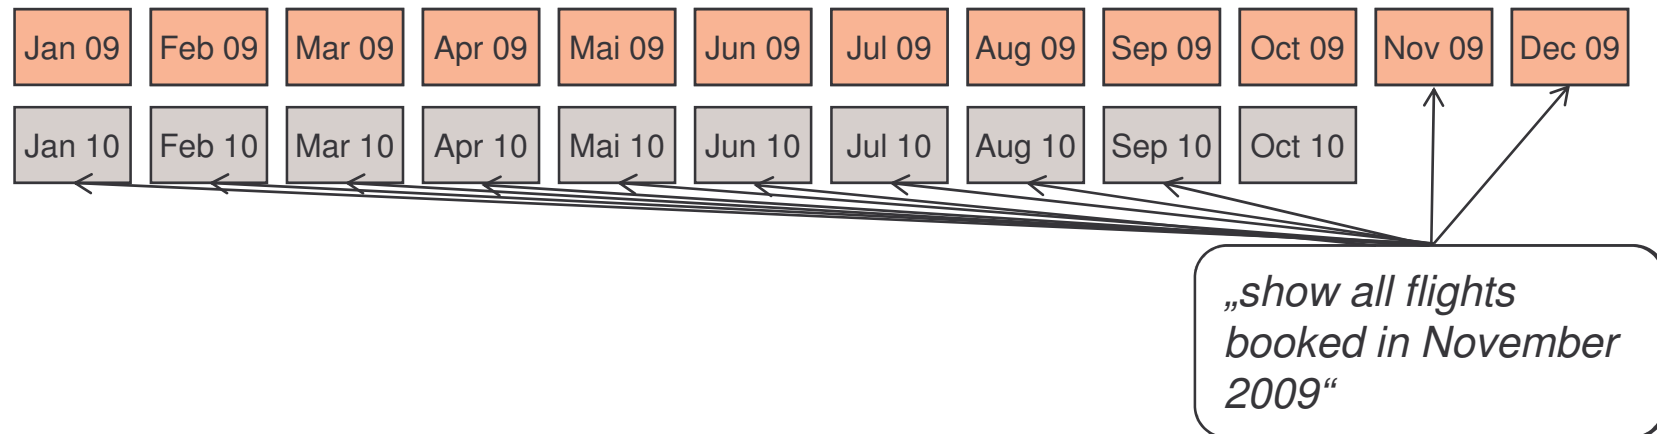 Jan 09 Feb 09 Mar 09 Apr 09 Mai 09 Jun 09 Jul 09 Aug 09 Sep 09 Oct 09 Nov 09 Dec 09
Jan 10 Feb 10 Mar 10 Apr 10 Mai 10 Jun 10 Jul 10 Aug 10 Sep 10 Oct 10
„show all flights
booked in November
2009“